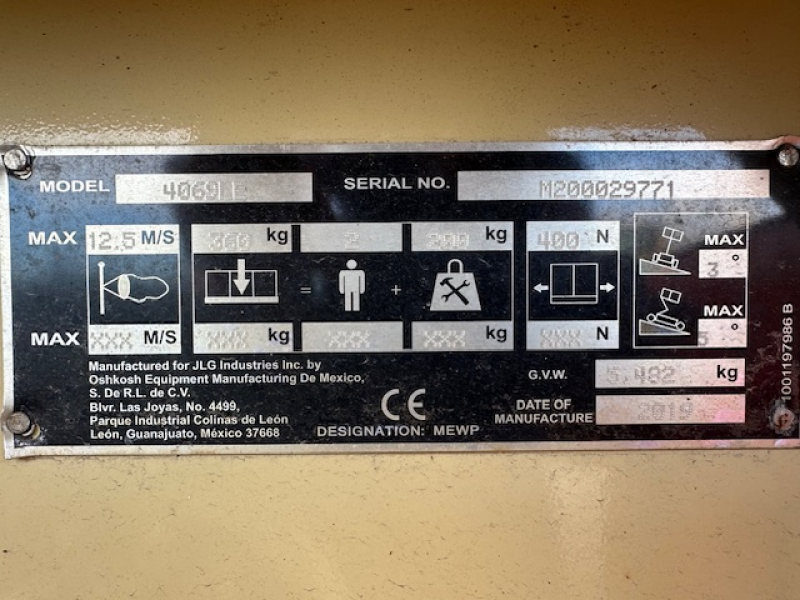 MODEL 4069LE SERIAL NO. M200029771
MAX 12.5 M/S 360 kg 2 200 kg 400 N MAX 3 °
= +
MAX XXX M/S XXX kg XXX XXX kg XXX N MAX 5 °
Manufactured for JLG Industries Inc. by
Oshkosh Equipment Manufacturing De Mexico,
S. De R.L. de C.V.
Blvr. Las Joyas, No. 4499,
Parque Industrial Colinas de León
León, Guanajuato, México 37668
CE
DESIGNATION: MEWP
G.V.W. 5,482 kg
DATE OF
MANUFACTURE 2019
1001197986 B